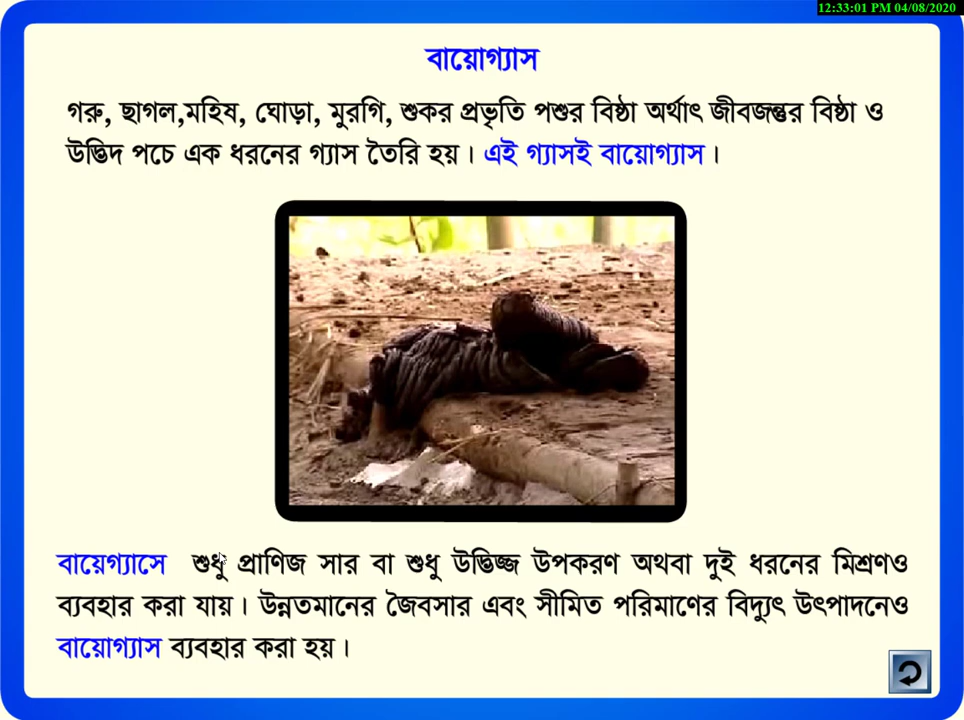 12:33:01 PM 04/08/2020
বায়োগ্যাস
গরু, ছাগল,মহিষ, ঘোড়া, মুরগি, শুকর প্রভৃতি পশুর বিষ্ঠা অর্থাৎ জীবজন্তুর বিষ্ঠা ও
উদ্ভিদ পচে এক ধরনের গ্যাস তৈরি হয়। এই গ্যাসই বায়োগ্যাস।
বায়েগ্যাসে শুধু প্রাণিজ সার বা শুধু উদ্ভিজ্জ উপকরণ অথবা দুই ধরনের মিশ্রণও
ব্যবহার করা যায়। উন্নতমানের জৈবসার এবং সীমিত পরিমাণের বিদ্যুৎ উৎপাদনেও
বায়োগ্যাস ব্যবহার করা হয়।